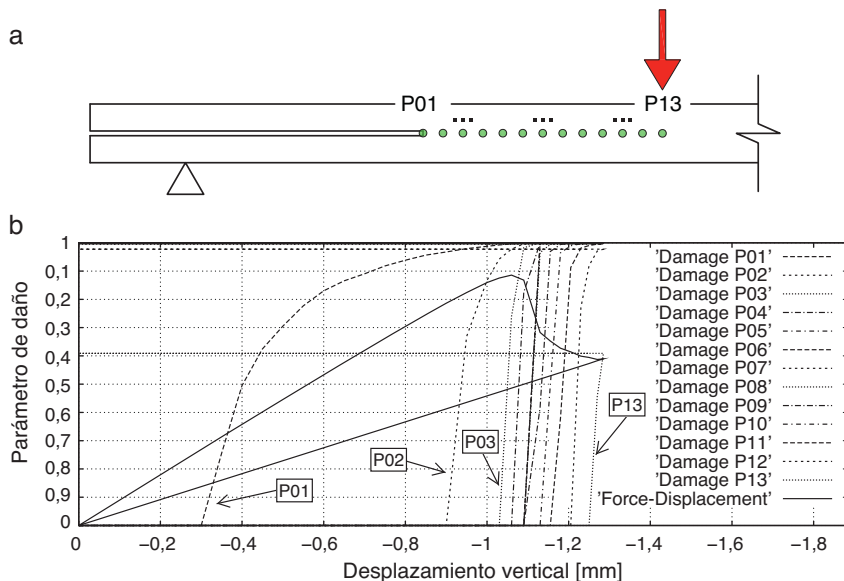 a
P01
P13
b
1
0,1
0,2
0,3
0,4
0,5
0,6
0,7
0,8
0,9
0
Parámetro de daño
P01
P02
P03
P13
'Damage P01'
'Damage P02'
'Damage P03'
'Damage P04'
'Damage P05'
'Damage P06'
'Damage P07'
'Damage P08'
'Damage P09'
'Damage P10'
'Damage P11'
'Damage P12'
'Damage P13'
'Force-Displacement'
0 −0,2 −0,4 −0,6 −0,8 −1 −1,2 −1,4 −1,6 −1,8
Desplazamiento vertical [mm]